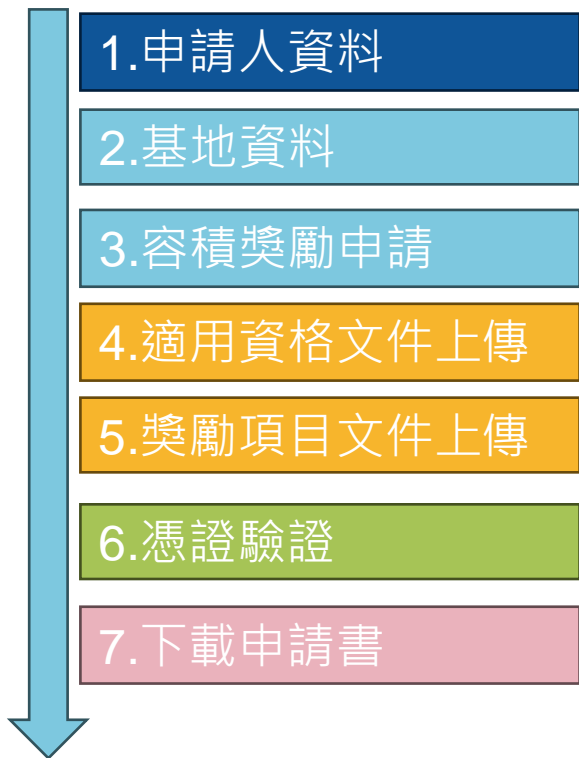 1.申請人資料
2.基地資料
3.容積獎勵申請
4.適用資格文件上傳
5.獎勵項目文件上傳
6.憑證驗證
7.下載申請書